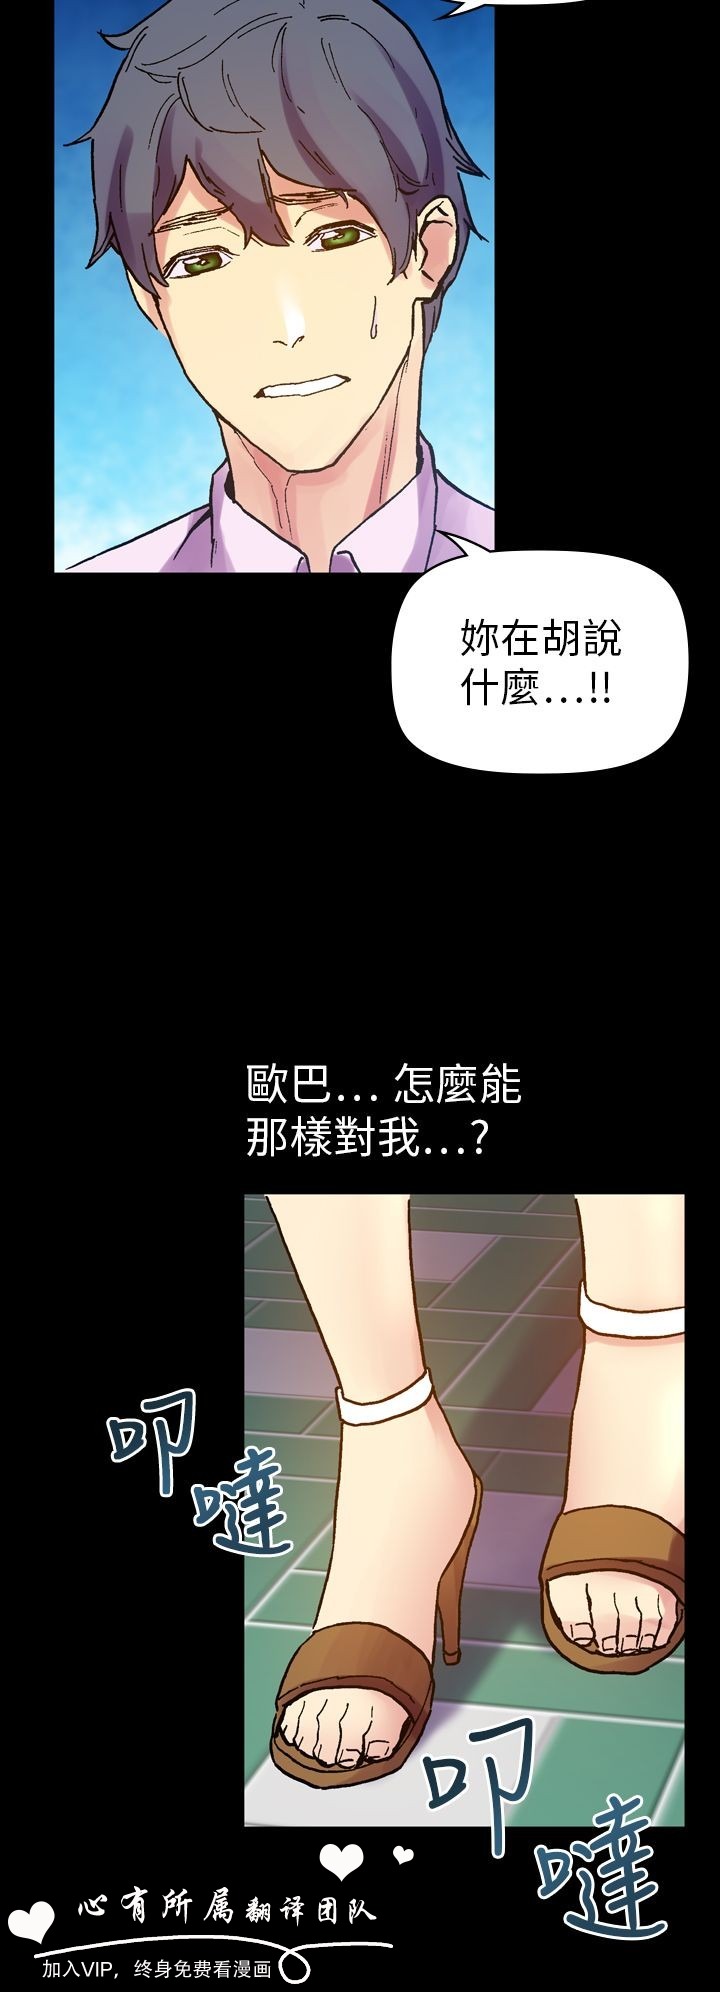 妳在胡說
什麼...!!
歐巴... 怎麼能
那樣對我...?
叩
噠
叩
噠
心有所属翻译团队
加入VIP，终身免费看漫画